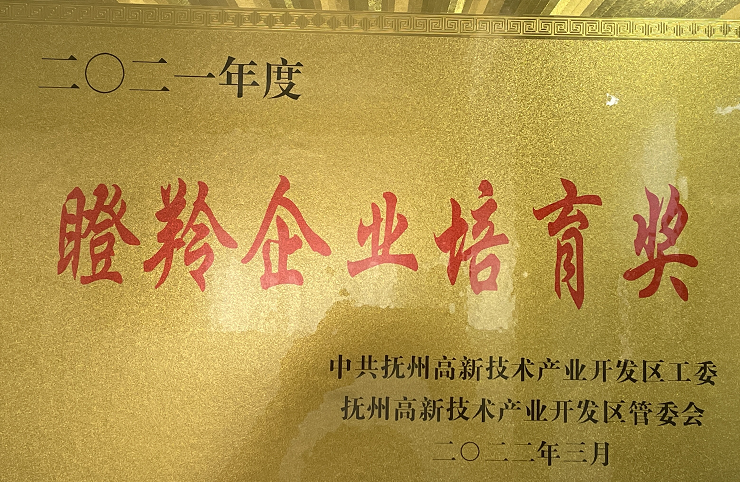 二〇二一年度
瞪羚企业培育奖
中共抚州高新技术产业开发区工委
抚州高新技术产业开发区管委会
二〇二二年三月